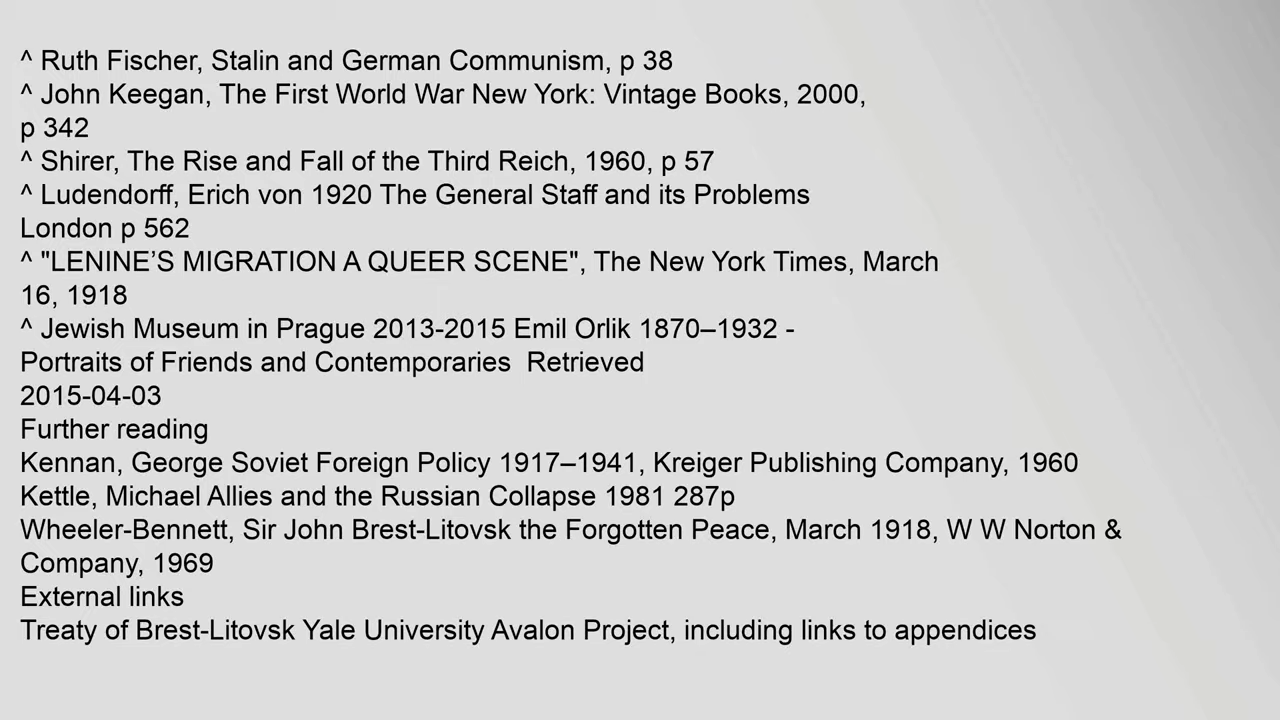 ^ Ruth Fischer, Stalin and German Communism, p 38
^ John Keegan, The First World War New York: Vintage Books, 2000,
p 342
^ Shirer, The Rise and Fall of the Third Reich, 1960, p 57
^ Ludendorff, Erich von 1920 The General Staff and its Problems
London p 562
^ "LENINE’S MIGRATION A QUEER SCENE", The New York Times, March
16, 1918
^ Jewish Museum in Prague 2013-2015 Emil Orlik 1870–1932 -
Portraits of Friends and Contemporaries  Retrieved
2015-04-03
Further reading
Kennan, George Soviet Foreign Policy 1917–1941, Kreiger Publishing Company, 1960
Kettle, Michael Allies and the Russian Collapse 1981 287p
Wheeler-Bennett, Sir John Brest-Litovsk the Forgotten Peace, March 1918, W W Norton &
Company, 1969
External links
Treaty of Brest-Litovsk Yale University Avalon Project, including links to appendices